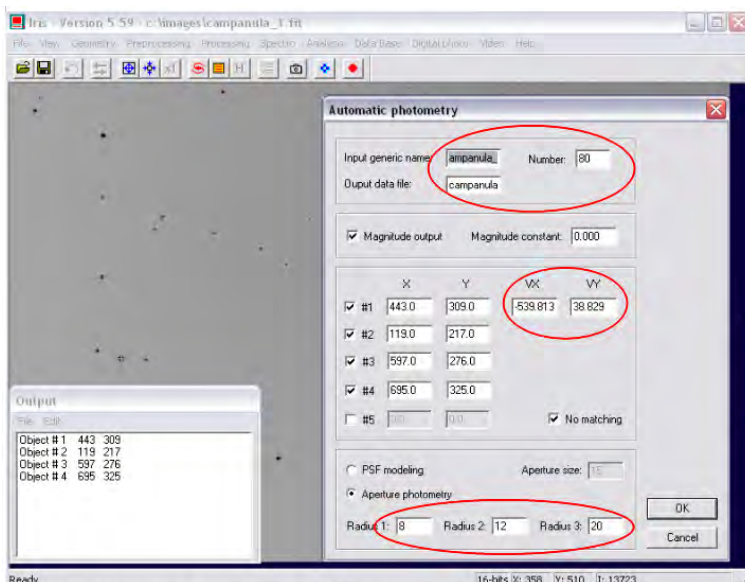 Iris - Version 5.59 - c:\images\campanula_1.fit
File View Geometry Preprocessing Processing Spectro Analysis Data Base Digital photo Video Help
x1 H
Automatic photometry
Input generic name: ampanula_ Number: 80
Ouput data file: campanula
Magnitude output Magnitude constant: 0.000
X Y VX VY
#1 443.0 309.0 -539.813 38.829
#2 119.0 217.0
#3 597.0 276.0
#4 695.0 325.0
#5 0.0 0.0 No matching
PSF modeling Aperture size: 15
Aperture photometry
Radius 1: 8 Radius 2: 12 Radius 3: 20
OK
Cancel
Output
File Edit
Object # 1 443 309
Object # 2 119 217
Object # 3 597 276
Object # 4 695 325
Ready 16-bits X: 358 Y: 510 I: 13723